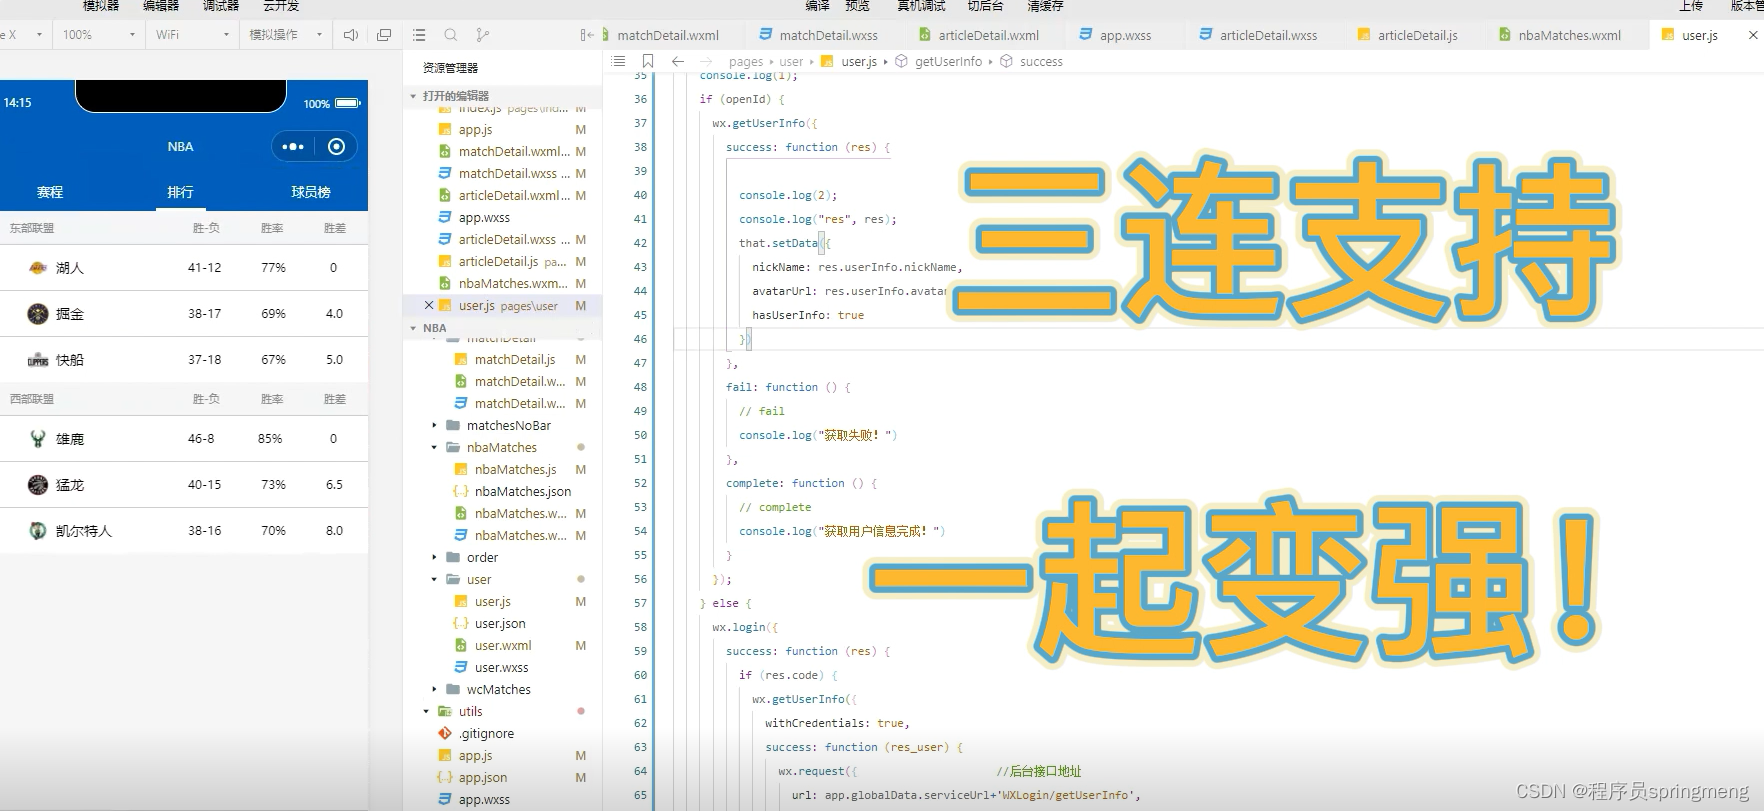 模拟器 编辑器 调试器 云开发 编译 预览 真机调试 切后台 清缓存 上传 版本管
e X 100% WiFi 模拟操作
matchDetail.wxml matchDetail.wxss articleDetail.wxml app.wxss articleDetail.wxss articleDetail.js nbaMatches.wxml user.js
pages user user.js getUserInfo success
14:15 100%
NBA
赛程 排行 球员榜
东部联盟 胜-负 胜率 胜差
湖人 41-12 77% 0
掘金 38-17 69% 4.0
快船 37-18 67% 5.0
西部联盟 胜-负 胜率 胜差
雄鹿 46-8 85% 0
猛龙 40-15 73% 6.5
凯尔特人 38-16 70% 8.0
资源管理器
打开的编辑器
index.js pages\ind... M
app.js M
matchDetail.wxml... M
matchDetail.wxss ... M
articleDetail.wxml... M
app.wxss
articleDetail.wxss ... M
articleDetail.js pa... M
nbaMatches.wxm... M
user.js pages\user M
NBA
matchDetail
matchDetail.js M
matchDetail.w... M
matchDetail.w... M
matchesNoBar
nbaMatches
nbaMatches.js M
nbaMatches.json
nbaMatches.w... M
nbaMatches.w... M
order
user
user.js M
user.json
user.wxml M
user.wxss
wcMatches
utils
.gitignore
app.js M
app.json M
app.wxss
35 console.log(1);
36 if (openId) {
37 wx.getUserInfo({
38 success: function (res) {
39
40 console.log(2);
41 console.log("res", res);
42 that.setData({
43 nickName: res.userInfo.nickName,
44 avatarUrl: res.userInfo.avatar
45 hasUserInfo: true
46 })
47 },
48 fail: function () {
49 // fail
50 console.log("获取失败！")
51 },
52 complete: function () {
53 // complete
54 console.log("获取用户信息完成！")
55 }
56 });
57 } else {
58 wx.login({
59 success: function (res) {
60 if (res.code) {
61 wx.getUserInfo({
62 withCredentials: true,
63 success: function (res_user) {
64 wx.request({ //后台接口地址
65 url: app.globalData.serviceUrl+'WXLogin/getUserInfo',
三连支持
一起变强！
CSDN @程序员springmeng